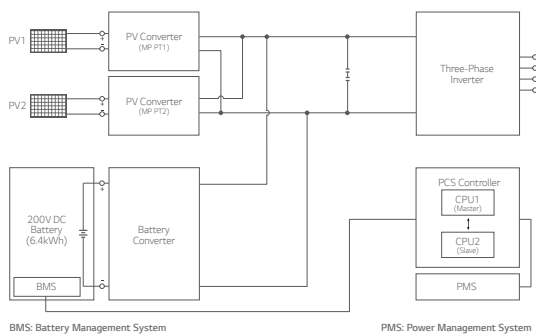 PV1
+
-
PV Converter
(MP PT1)
PV2
+
-
PV Converter
(MP PT2)
Three-Phase
Inverter
200V DC
Battery
(6.4kWh)
+
-
BMS
Battery
Converter
PCS Controller
CPU1
(Master)
CPU2
(Slave)
PMS
BMS: Battery Management System
PMS: Power Management System